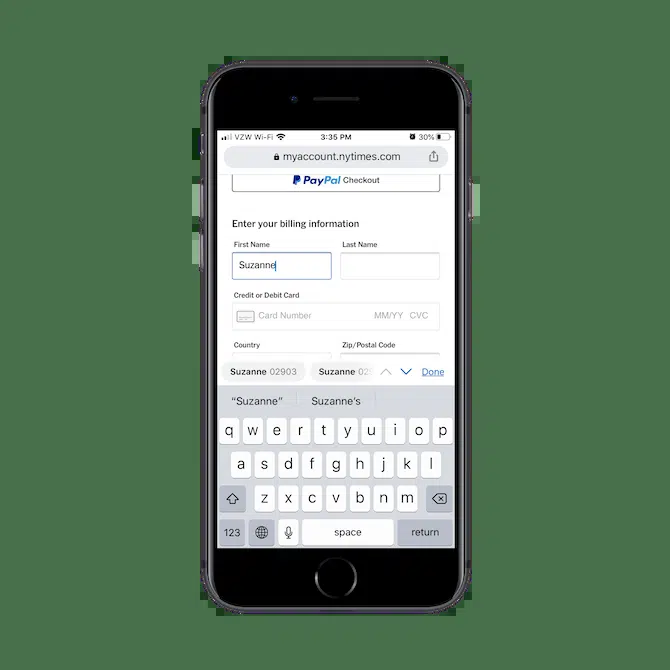 VZW Wi-Fi 3:35 PM 30%
myaccount.nytimes.com
PayPal Checkout
Enter your billing information
First Name Last Name
Suzanne
Credit or Debit Card
Card Number MM/YY CVC
Country Zip/Postal Code
Suzanne 02903 Suzanne 02 Done
“Suzanne” Suzanne's
q w e r t y u i o p
a s d f g h j k l
z x c v b n m
123 space return